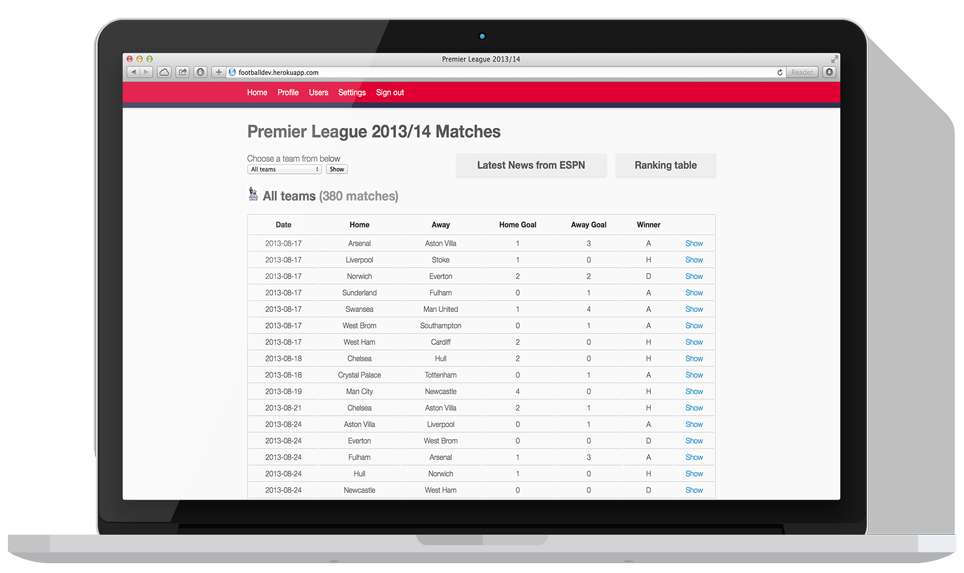 Premier League 2013/14
footballdev.herokuapp.com
Reader
Home Profile Users Settings Sign out
Premier League 2013/14 Matches
Choose a team from below
All teams Show
Latest News from ESPN Ranking table
All teams (380 matches)
Date Home Away Home Goal Away Goal Winner
2013-08-17 Arsenal Aston Villa 1 3 A Show
2013-08-17 Liverpool Stoke 1 0 H Show
2013-08-17 Norwich Everton 2 2 D Show
2013-08-17 Sunderland Fulham 0 1 A Show
2013-08-17 Swansea Man United 1 4 A Show
2013-08-17 West Brom Southampton 0 1 A Show
2013-08-17 West Ham Cardiff 2 0 H Show
2013-08-18 Chelsea Hull 2 0 H Show
2013-08-18 Crystal Palace Tottenham 0 1 A Show
2013-08-19 Man City Newcastle 4 0 H Show
2013-08-21 Chelsea Aston Villa 2 1 H Show
2013-08-24 Aston Villa Liverpool 0 1 A Show
2013-08-24 Everton West Brom 0 0 D Show
2013-08-24 Fulham Arsenal 1 3 A Show
2013-08-24 Hull Norwich 1 0 H Show
2013-08-24 Newcastle West Ham 0 0 D Show